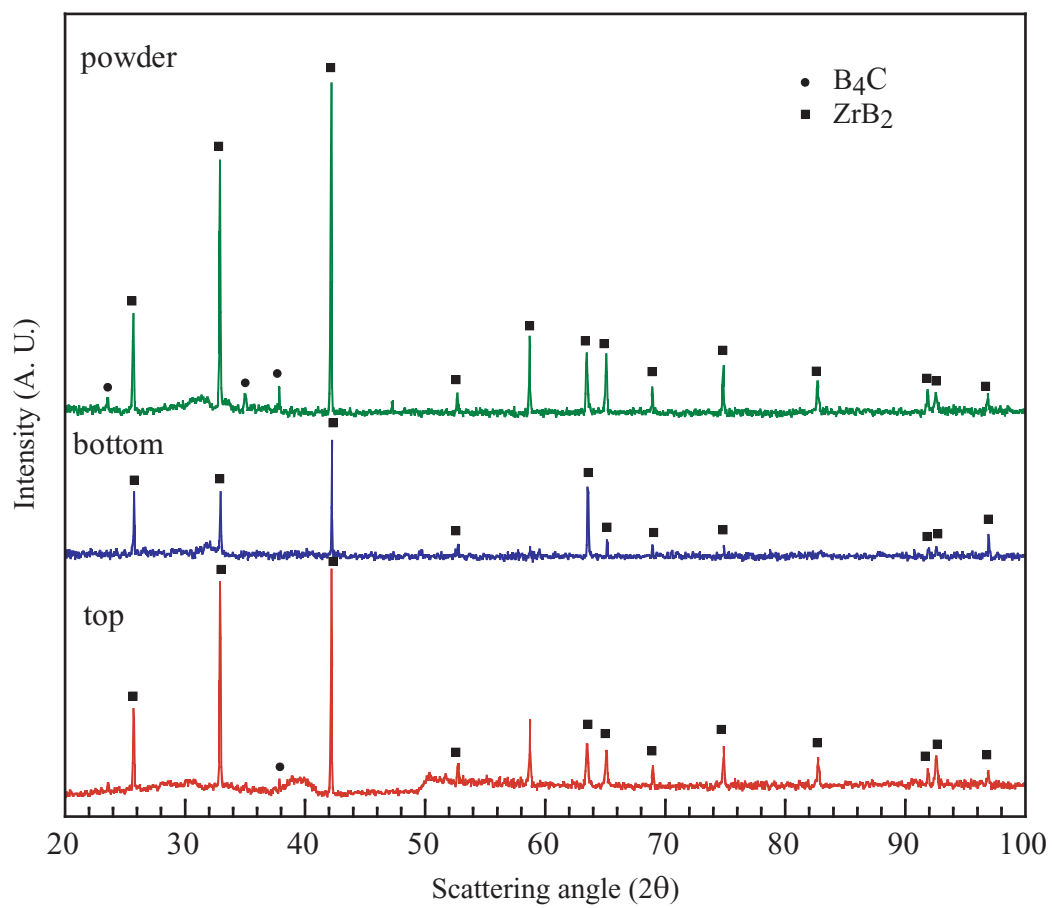 powder
B₄C
ZrB₂
bottom
top
Intensity (A. U.)
20 30 40 50 60 70 80 90 100
Scattering angle (2θ)